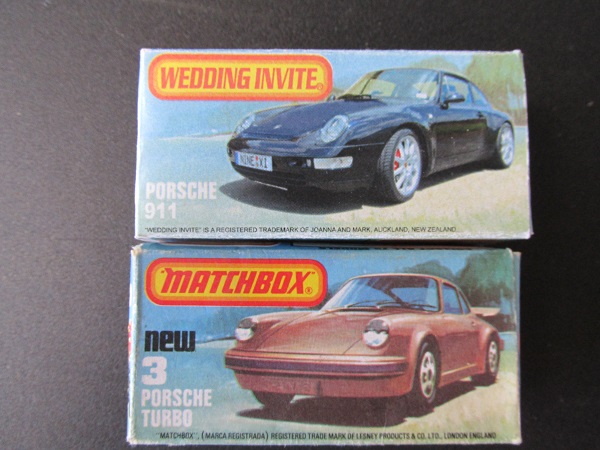 WEDDING INVITE®
NINE:XI
PORSCHE
911
"WEDDING INVITE" IS A REGISTERED TRADEMARK OF JOANNA AND MARK, AUCKLAND, NEW ZEALAND.
"MATCHBOX"®
new
3
PORSCHE
TURBO
"MATCHBOX", (MARCA REGISTRADA) REGISTERED TRADE MARK OF LESNEY PRODUCTS & CO. LTD., LONDON ENGLAND